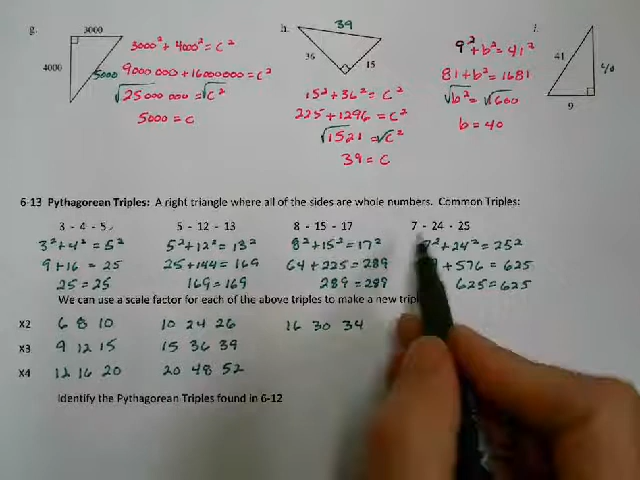 g.
3000
4000
5000
3000² + 4000² = c²
9000 000 + 16000000 = c²
√25 000 000 = √c²
5000 = c
h.
39
36
15
15² + 36² = c²
225 + 1296 = c²
√1521 = √c²
39 = c
i.
41
9
9² + b² = 41²
81 + b² = 1681
√b² = √1600
b = 40
6-13 Pythagorean Triples: A right triangle where all of the sides are whole numbers. Common Triples:
3 - 4 - 5 5 - 12 - 13 8 - 15 - 17 7 - 24 - 25
3² + 4² = 5² 5² + 12² = 13² 8² + 15² = 17² 7² + 24² = 25²
9 + 16 = 25 25 + 144 = 169 64 + 225 = 289 + 576 = 625
25 = 25 169 = 169 289 = 289 625 = 625
We can use a scale factor for each of the above triples to make a new
X2 6 8 10 10 24 26 16 30 34
X3 9 12 15 15 36 39
X4 12 16 20 20 48 52
Identify the Pythagorean Triples found in 6-12